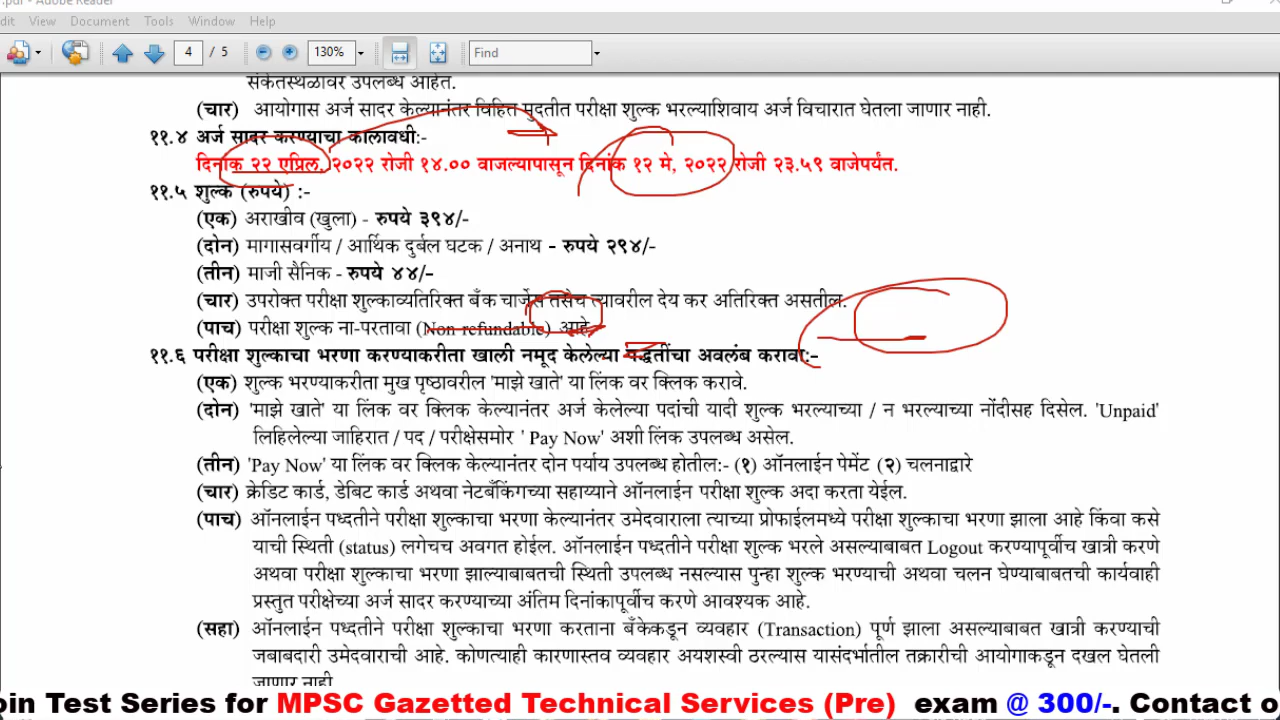 .pdf - Adobe Reader
dit View Document Tools Window Help
4 / 5 130% Find
संकेतस्थळावर उपलब्ध आहेत.
(चार) आयोगास अर्ज सादर केल्यानंतर विहित मुदतीत परीक्षा शुल्क भरल्याशिवाय अर्ज विचारात घेतला जाणार नाही.
११.४ अर्ज सादर करण्याचा कालावधी:-
दिनांक २२ एप्रिल, २०२२ रोजी १४.०० वाजल्यापासून दिनांक १२ मे, २०२२ रोजी २३.५९ वाजेपर्यंत.
११.५ शुल्क (रुपये) :-
(एक) अराखीव (खुला) - रुपये ३९४/-
(दोन) मागासवर्गीय / आर्थिक दुर्बल घटक / अनाथ - रुपये २९४/-
(तीन) माजी सैनिक - रुपये ४४/-
(चार) उपरोक्त परीक्षा शुल्काव्यतिरिक्त बँक चार्जेस तसेच त्यावरील देय कर अतिरिक्त असतील.
(पाच) परीक्षा शुल्क ना-परतावा (Non refundable) आहे.
११.६ परीक्षा शुल्काचा भरणा करण्याकरीता खाली नमूद केलेल्या पद्धतींचा अवलंब करावा:-
(एक) शुल्क भरण्याकरीता मुख पृष्ठावरील 'माझे खाते' या लिंक वर क्लिक करावे.
(दोन) 'माझे खाते' या लिंक वर क्लिक केल्यानंतर अर्ज केलेल्या पदांची यादी शुल्क भरल्याच्या / न भरल्याच्या नोंदीसह दिसेल. 'Unpaid'
लिहिलेल्या जाहिरात / पद / परीक्षेसमोर ' Pay Now' अशी लिंक उपलब्ध असेल.
(तीन) 'Pay Now' या लिंक वर क्लिक केल्यानंतर दोन पर्याय उपलब्ध होतील:- (१) ऑनलाईन पेमेंट (२) चलनाद्वारे
(चार) क्रेडिट कार्ड, डेबिट कार्ड अथवा नेटबँकिंगच्या सहाय्याने ऑनलाईन परीक्षा शुल्क अदा करता येईल.
(पाच) ऑनलाईन पध्दतीने परीक्षा शुल्काचा भरणा केल्यानंतर उमेदवाराला त्याच्या प्रोफाईलमध्ये परीक्षा शुल्काचा भरणा झाला आहे किंवा कसे
याची स्थिती (status) लगेचच अवगत होईल. ऑनलाईन पध्दतीने परीक्षा शुल्क भरले असल्याबाबत Logout करण्यापूर्वीच खात्री करणे
अथवा परीक्षा शुल्काचा भरणा झाल्याबाबतची स्थिती उपलब्ध नसल्यास पुन्हा शुल्क भरण्याची अथवा चलन घेण्याबाबतची कार्यवाही
प्रस्तुत परीक्षेच्या अर्ज सादर करण्याच्या अंतिम दिनांकापूर्वीच करणे आवश्यक आहे.
(सहा) ऑनलाईन पध्दतीने परीक्षा शुल्काचा भरणा करताना बँकेकडून व्यवहार (Transaction) पूर्ण झाला असल्याबाबत खात्री करण्याची
जबाबदारी उमेदवाराची आहे. कोणत्याही कारणास्तव व्यवहार अयशस्वी ठरल्यास यासंदर्भातील तक्रारीची आयोगाकडून दखल घेतली
जाणार नाही
oin Test Series for MPSC Gazetted Technical Services (Pre) exam @ 300/-. Contact o